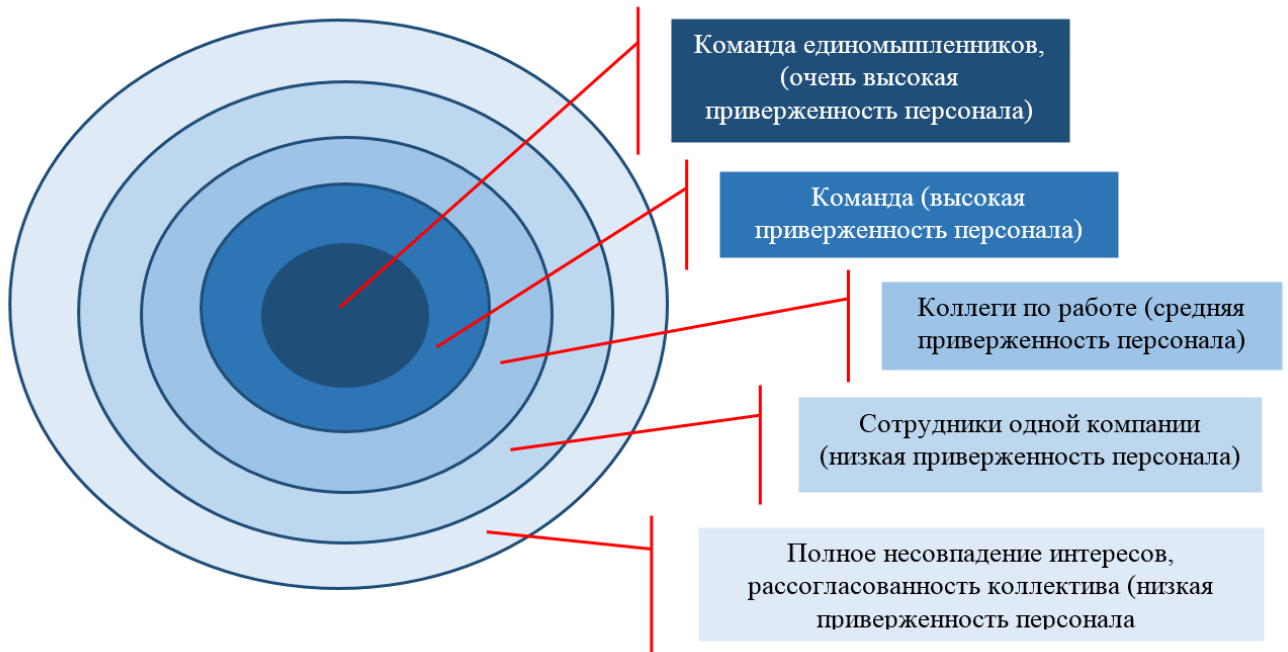 Команда единомышленников,
(очень высокая
приверженность персонала)
Команда (высокая
приверженность персонала)
Коллеги по работе (средняя
приверженность персонала)
Сотрудники одной компании
(низкая приверженность персонала)
Полное несовпадение интересов,
рассогласованность коллектива (низкая
приверженность персонала